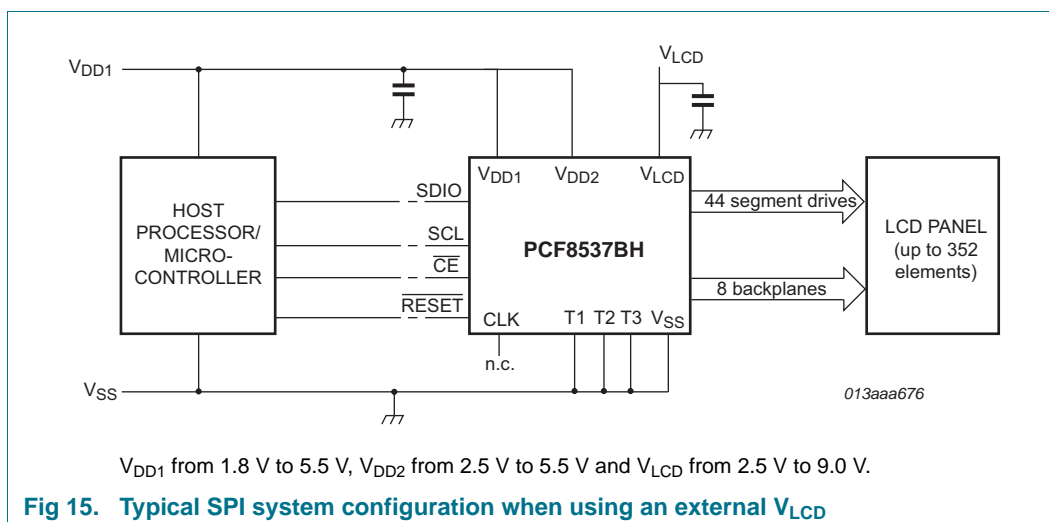 VDD1
VLCD
VDD1 VDD2 VLCD
HOST
PROCESSOR/
MICRO-
CONTROLLER
SDIO
SCL
CE
RESET
PCF8537BH
CLK
T1 T2 T3 VSS
n.c.
44 segment drives
8 backplanes
LCD PANEL
(up to 352
elements)
VSS
013aaa676
VDD1 from 1.8 V to 5.5 V, VDD2 from 2.5 V to 5.5 V and VLCD from 2.5 V to 9.0 V.
Fig 15. Typical SPI system configuration when using an external VLCD